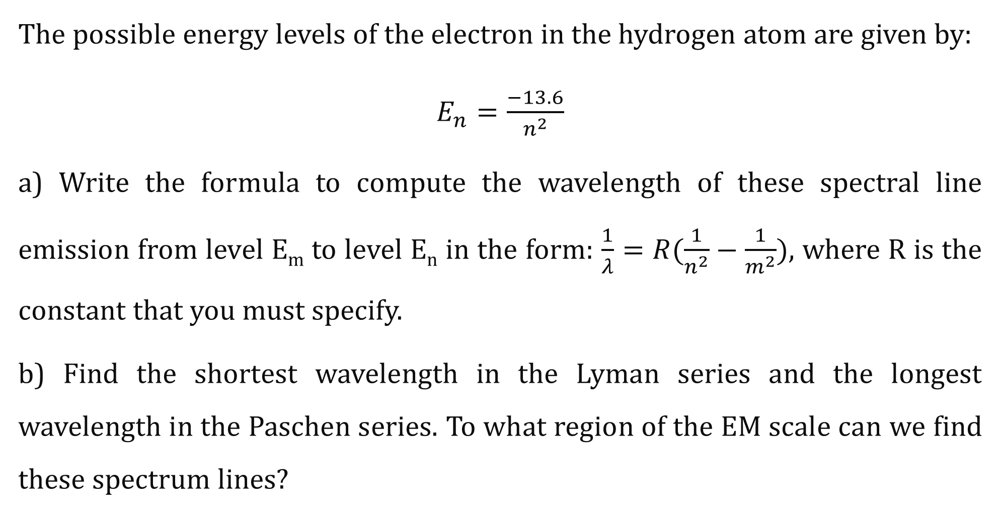 The possible energy levels of the electron in the hydrogen atom are given by:
$E_n = \frac{-13.6}{n^2}$
a) Write the formula to compute the wavelength of these spectral line
emission from level E$_m$ to level E$_n$ in the form: $\frac{1}{\lambda} = R(\frac{1}{n^2} - \frac{1}{m^2})$, where R is the
constant that you must specify.
b) Find the shortest wavelength in the Lyman series and the longest
wavelength in the Paschen series. To what region of the EM scale can we find
these spectrum lines?